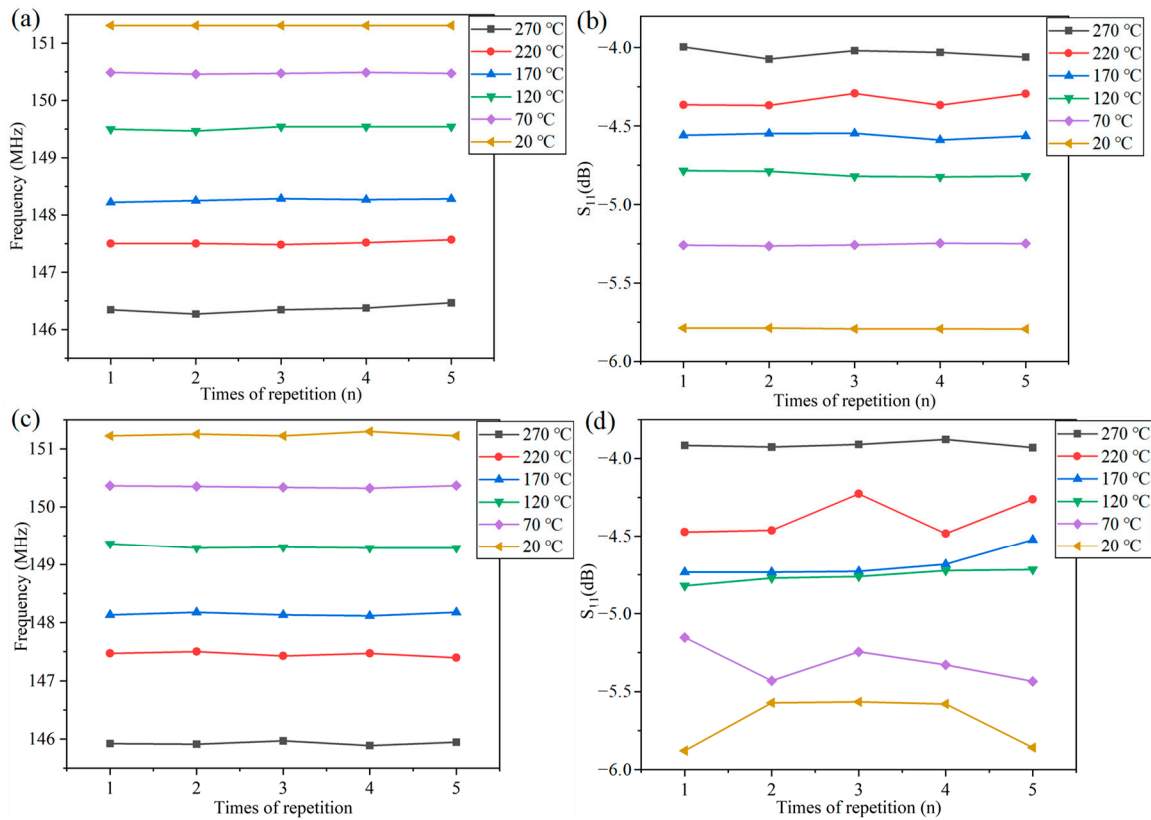 (a)
151
150
149
148
147
146
Frequency (MHz)
1 2 3 4 5
Times of repetition (n)
270 ℃
220 ℃
170 ℃
120 ℃
70 ℃
20 ℃
(b)
−4.0
−4.5
−5.0
−5.5
−6.0
S11(dB)
1 2 3 4 5
Times of repetition (n)
270 ℃
220 ℃
170 ℃
120 ℃
70 ℃
20 ℃
(c)
151
150
149
148
147
146
Frequency (MHz)
1 2 3 4 5
Times of repetition
270 ℃
220 ℃
170 ℃
120 ℃
70 ℃
20 ℃
(d)
−4.0
−4.5
−5.0
−5.5
−6.0
S11(dB)
1 2 3 4 5
Times of repetition (n)
270 ℃
220 ℃
170 ℃
120 ℃
70 ℃
20 ℃